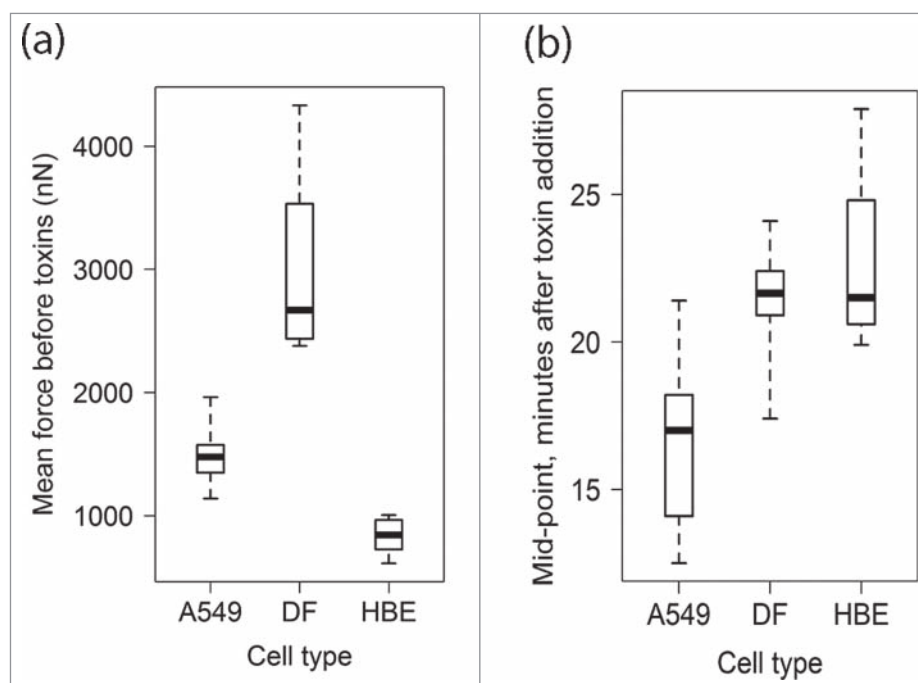 (a)
Mean force before toxins (nN)
4000
3000
2000
1000
A549 DF HBE
Cell type
(b)
Mid-point, minutes after toxin addition
25
20
15
A549 DF HBE
Cell type